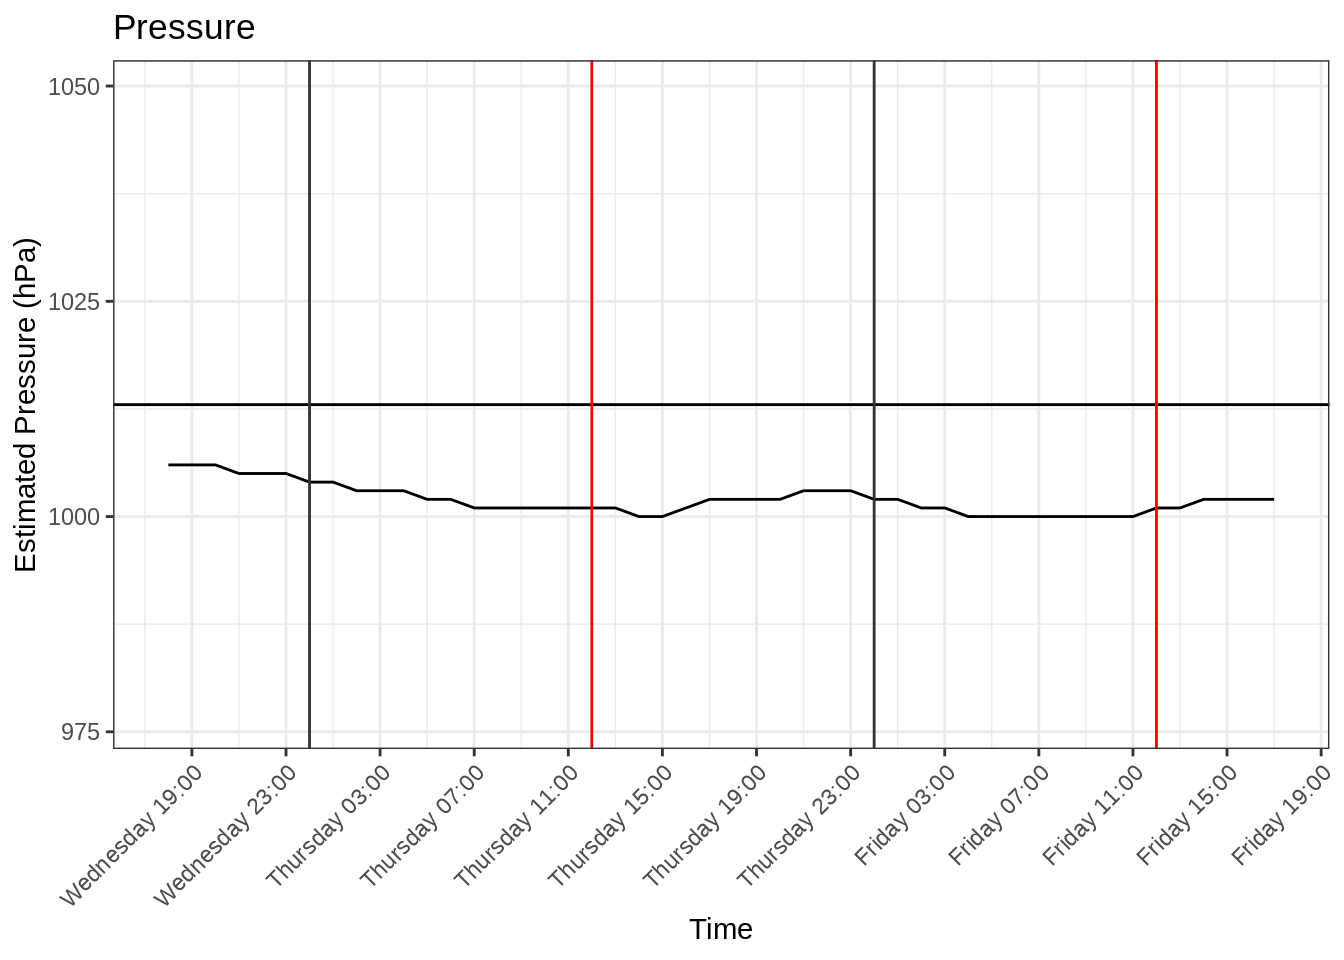 Pressure
Estimated Pressure (hPa)
1050
1025
1000
975
Wednesday 19:00
Wednesday 23:00
Thursday 03:00
Thursday 07:00
Thursday 11:00
Thursday 15:00
Thursday 19:00
Thursday 23:00
Friday 03:00
Friday 07:00
Friday 11:00
Friday 15:00
Friday 19:00
Time